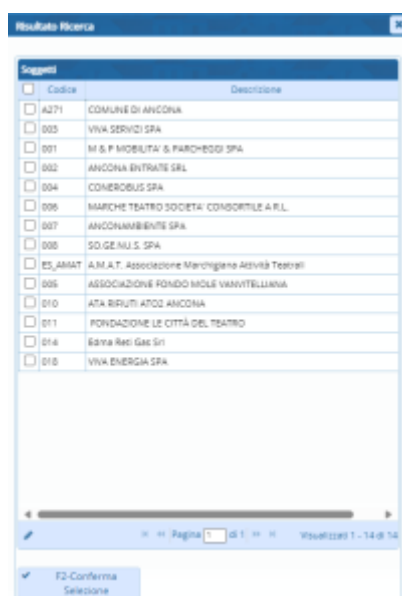 Risultato Ricerca
Soggetti
Codice Descrizione
A271 COMUNE DI ANCONA
003 VIVA SERVIZI SPA
001 M & P MOBILITA' & PARCHEGGI SPA
002 ANCONA ENTRATE SRL
004 CONEROBUS SPA
006 MARCHE TEATRO SOCIETA' CONSORTILE A R.L.
007 ANCONAMBIENTE SPA
008 SO.GE.NU.S. SPA
ES_AMAT A.M.A.T. Associazione Marchigiana Attività Teatrali
005 ASSOCIAZIONE FONDO MOLE VANVITELLIANA
010 ATA RIFIUTI ATO2 ANCONA
011 FONDAZIONE LE CITTÀ DEL TEATRO
014 Edma Reti Gas Srl
018 VIVA ENERGIA SPA
Pagina 1 di 1 Visualizzati 1 - 14 di 14
F2-Conferma
Selezione